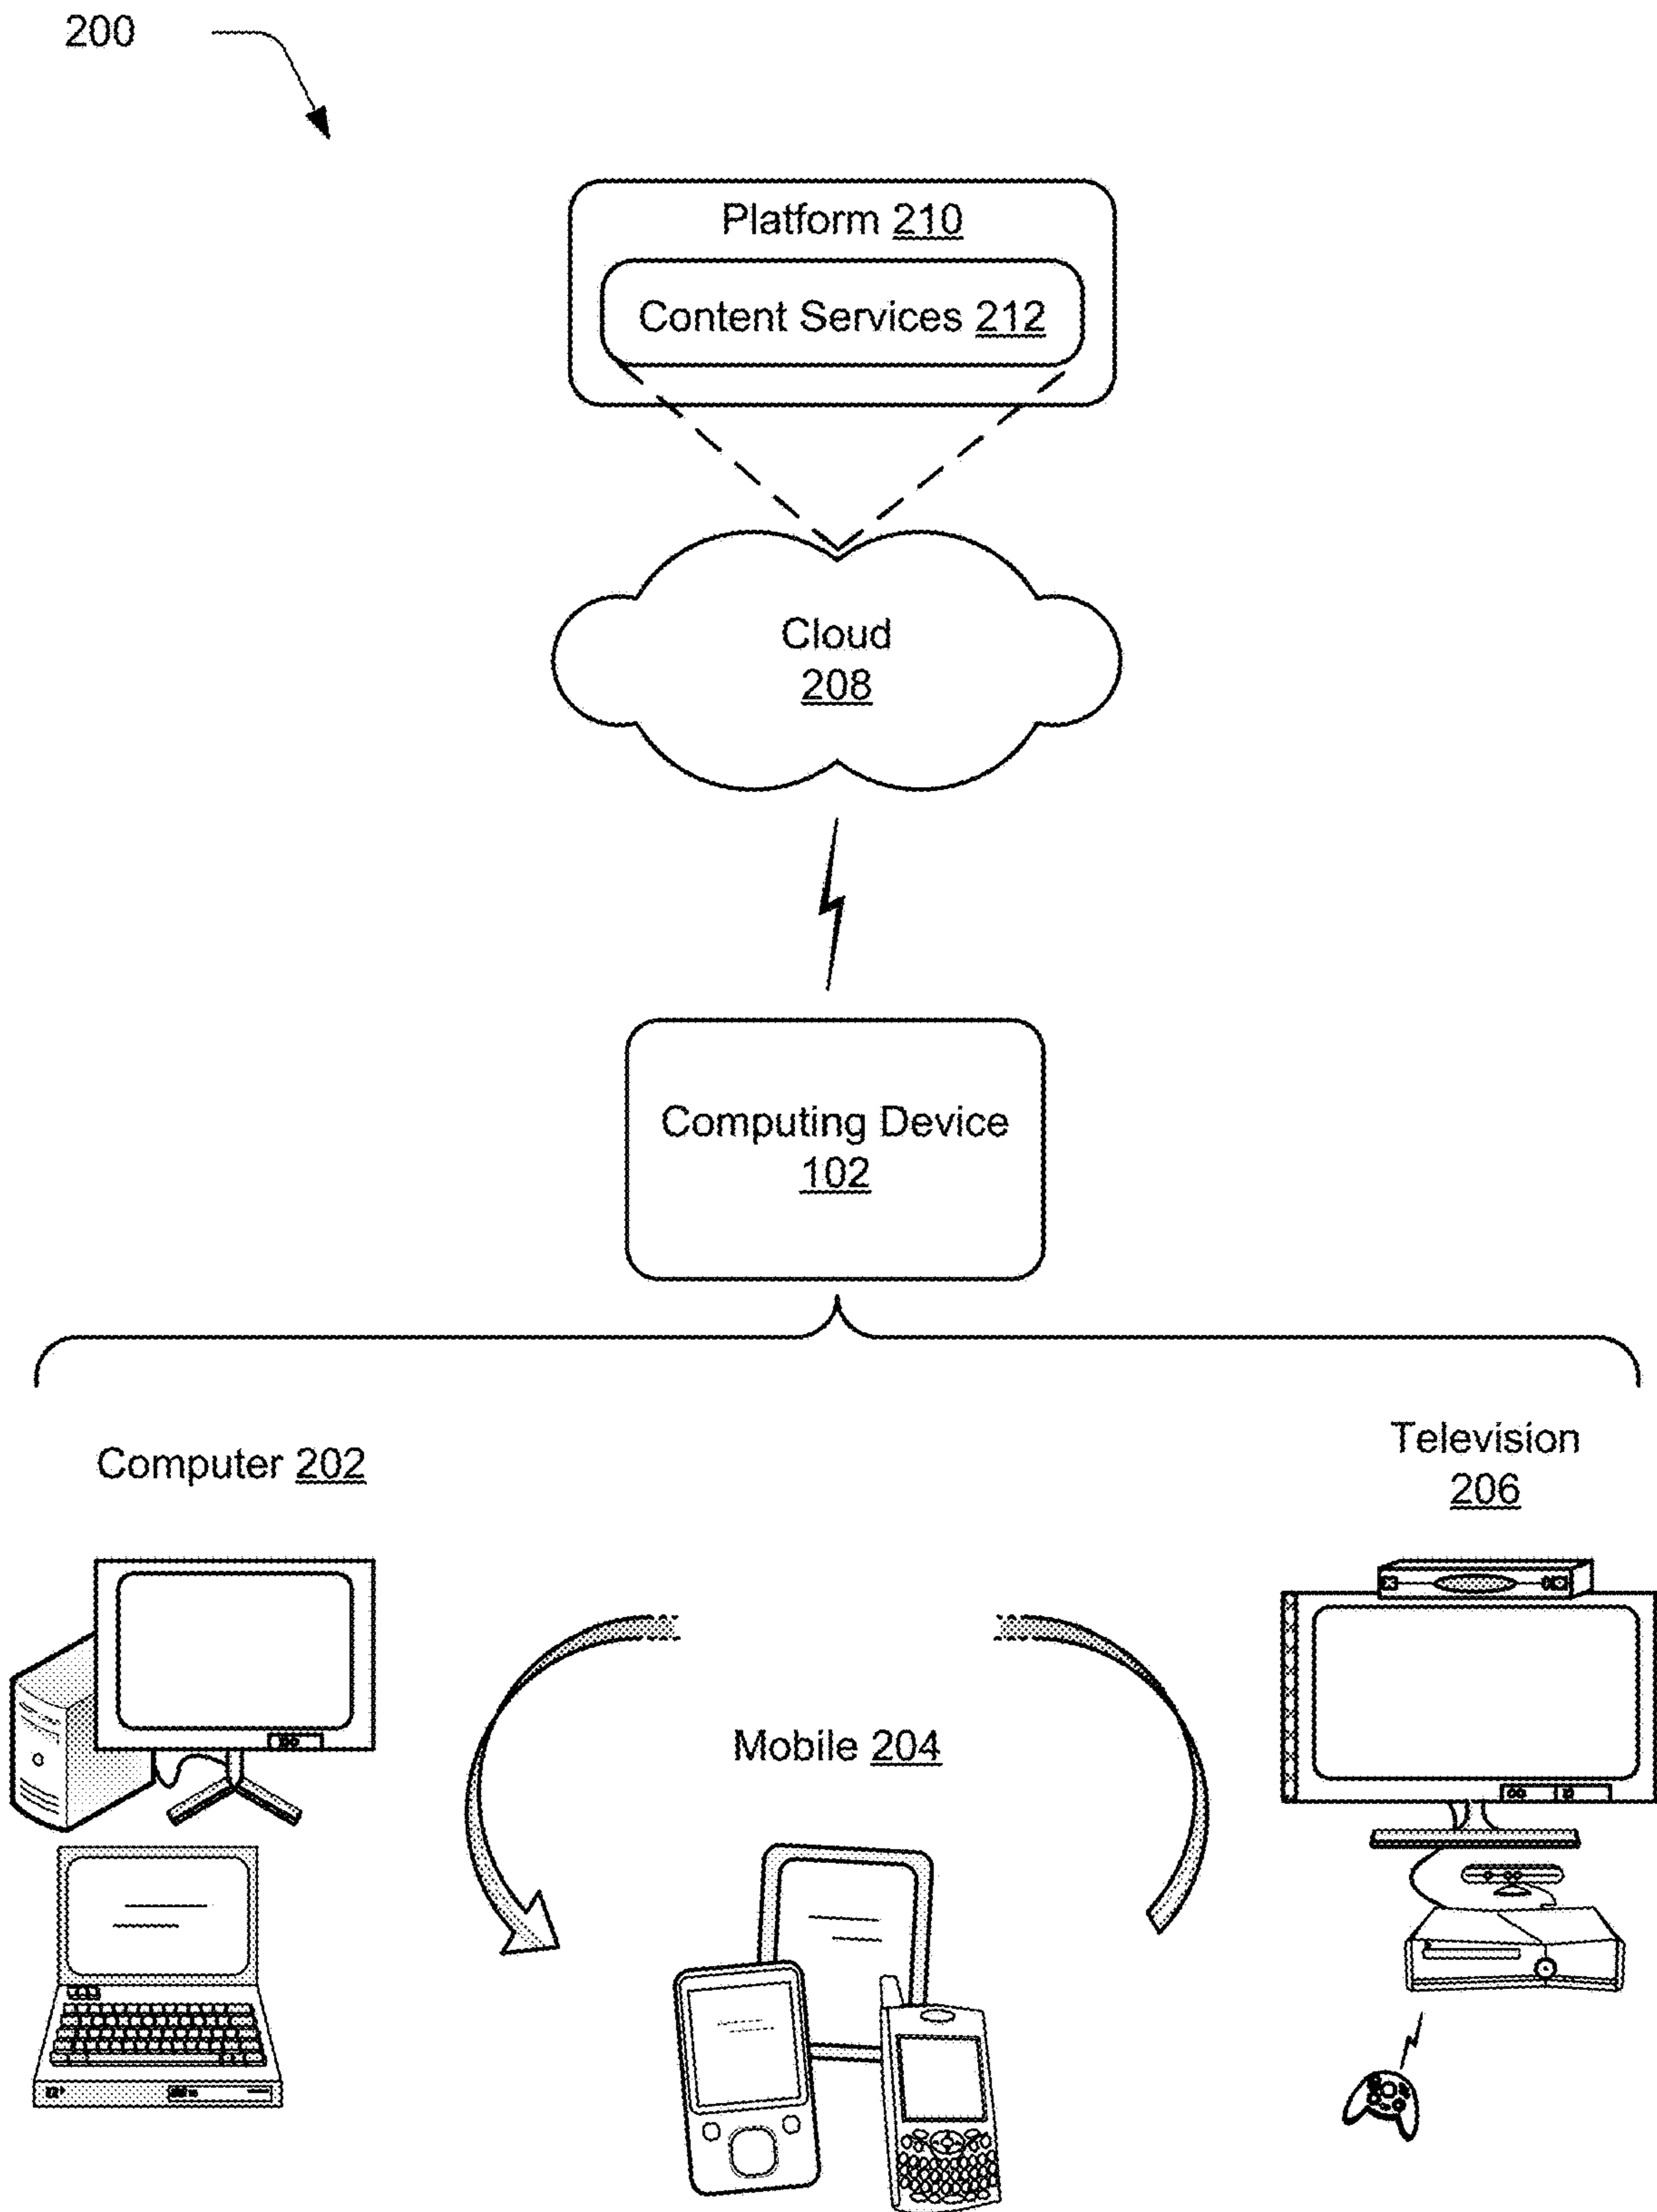 200
Platform 210
Content Services 212
Cloud
208
Computing Device
102
Computer 202
Television
206
Mobile 204